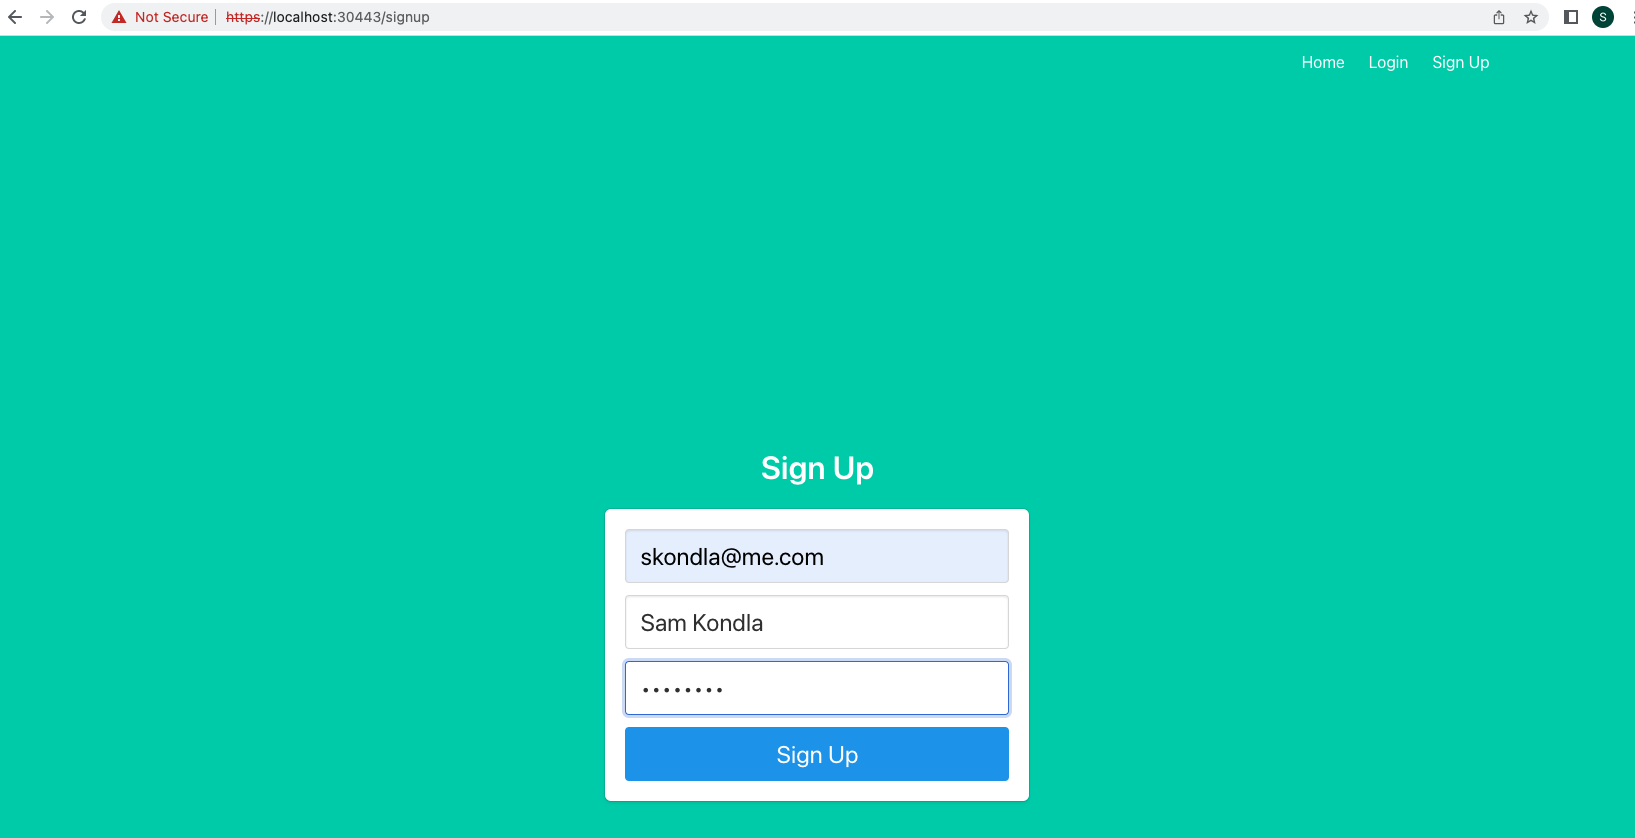 Not Secure https://localhost:30443/signup
S
Home Login Sign Up
Sign Up
skondla@me.com
Sam Kondla
••••••••
Sign Up